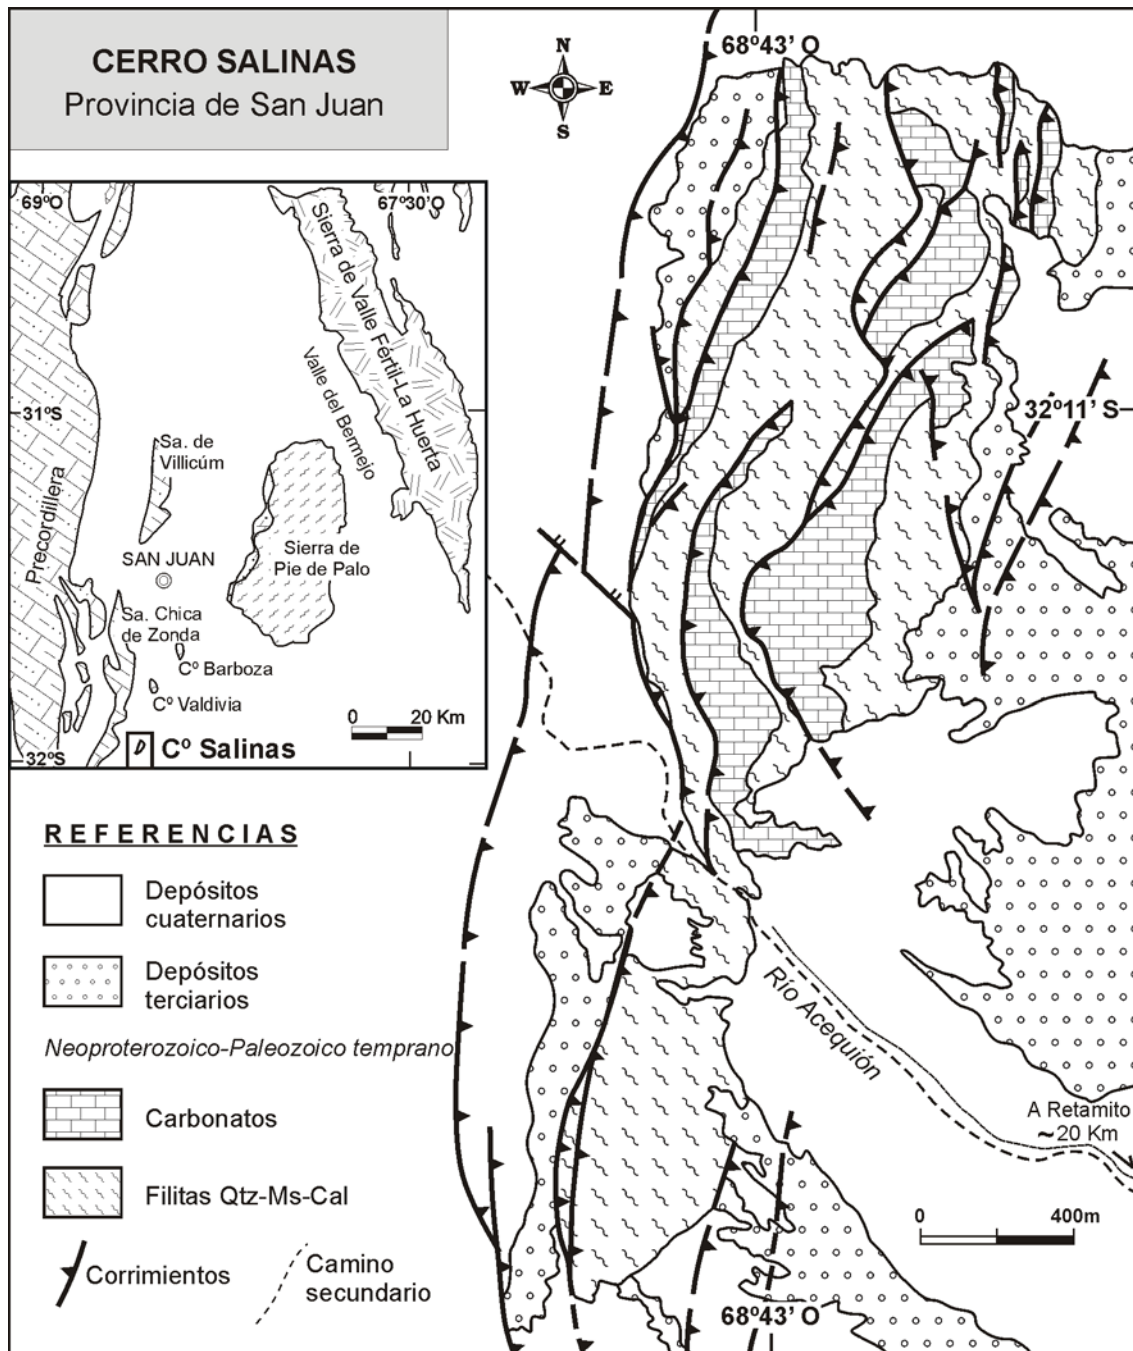 CERRO SALINAS
Provincia de San Juan
N
W
E
S
68º43' O
69ºO
67º30' O
Sierra de Valle Fértil-La Huerta
Valle del Bermejo
31ºS
Precordillera
Sa. de
Villicúm
SAN JUAN
Sierra de
Pie de Palo
Sa. Chica
de Zonda
Cº Barboza
Cº Valdivia
0
20 Km
32ºS
Cº Salinas
32º11' S
REFERENCIAS
Depósitos
cuaternarios
Depósitos
terciarios
Neoproterozoico-Paleozoico temprano
Carbonatos
Filitas Qtz-Ms-Cal
Corrimientos
Camino
secundario
Río Acequión
A Retamito
~20 Km
0
400m
68º43' O